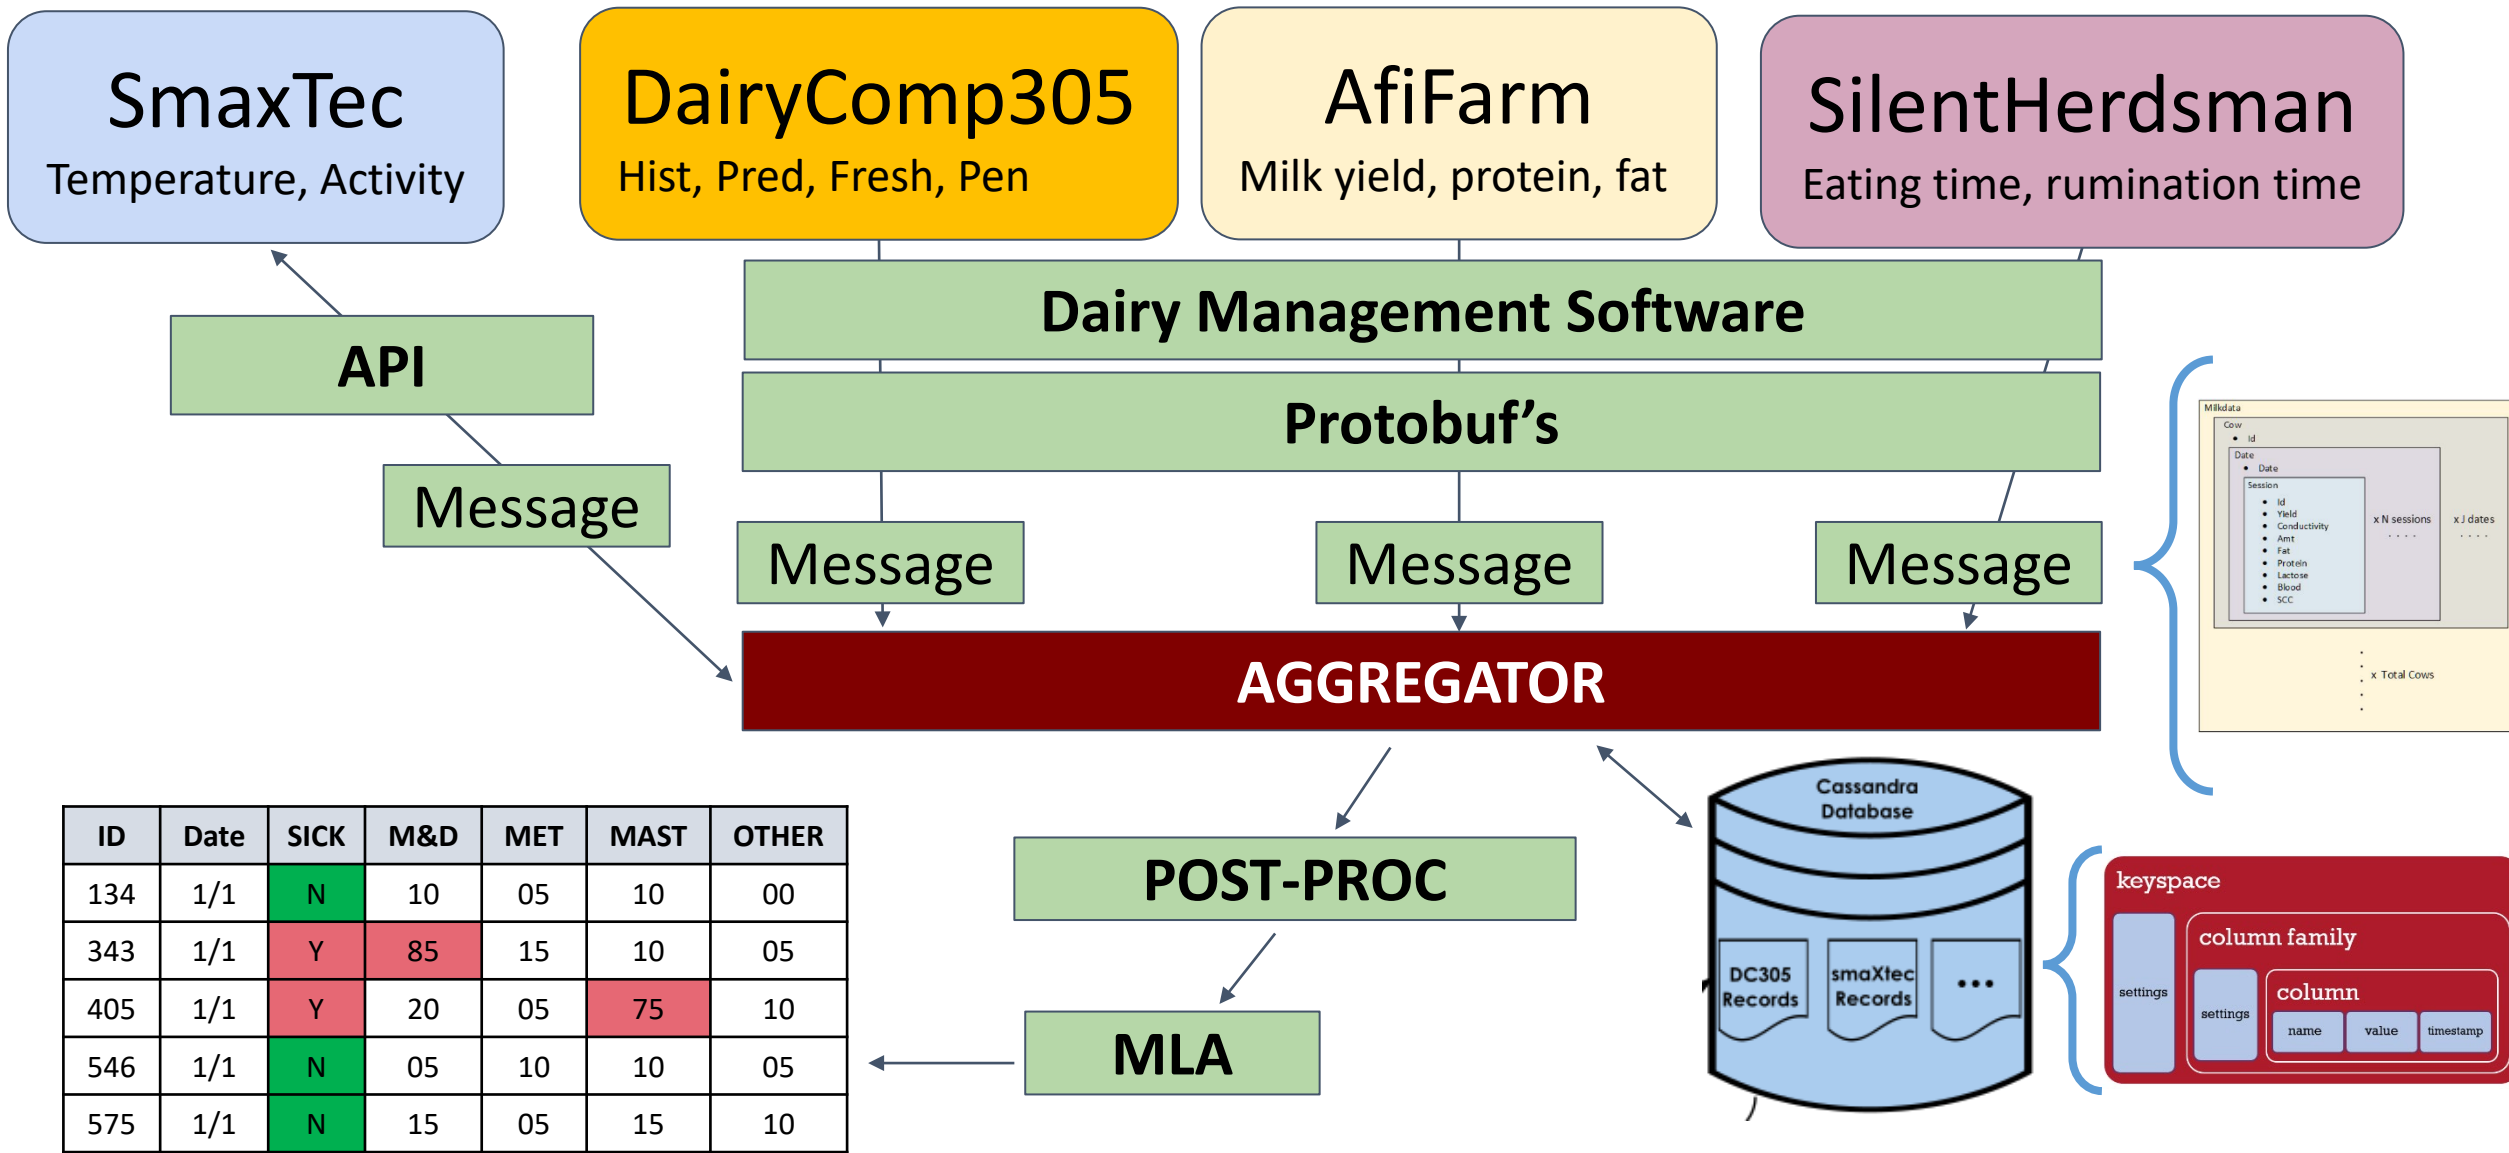 SmaxTec
Temperature, Activity
DairyComp305
Hist, Pred, Fresh, Pen
AfiFarm
Milk yield, protein, fat
SilentHerdsman
Eating time, rumination time
Dairy Management Software
API
Protobuf’s
Message
Message
Message
Message
AGGREGATOR
Milkdata
Cow
• Id
Date
• Date
Session
• Id
• Yield
• Conductivity
• Amt
• Fat
• Protein
• Lactose
• Blood
• SCC
x N sessions
. . . .
x J dates
. . . .
x Total Cows
POST-PROC
MLA
Cassandra
Database
DC305
Records
smaXtec
Records
...
keyspace
settings
column family
settings
column
name value timestamp
ID Date SICK M&D MET MAST OTHER
134 1/1 N 10 05 10 00
343 1/1 Y 85 15 10 05
405 1/1 Y 20 05 75 10
546 1/1 N 05 10 10 05
575 1/1 N 15 05 15 10